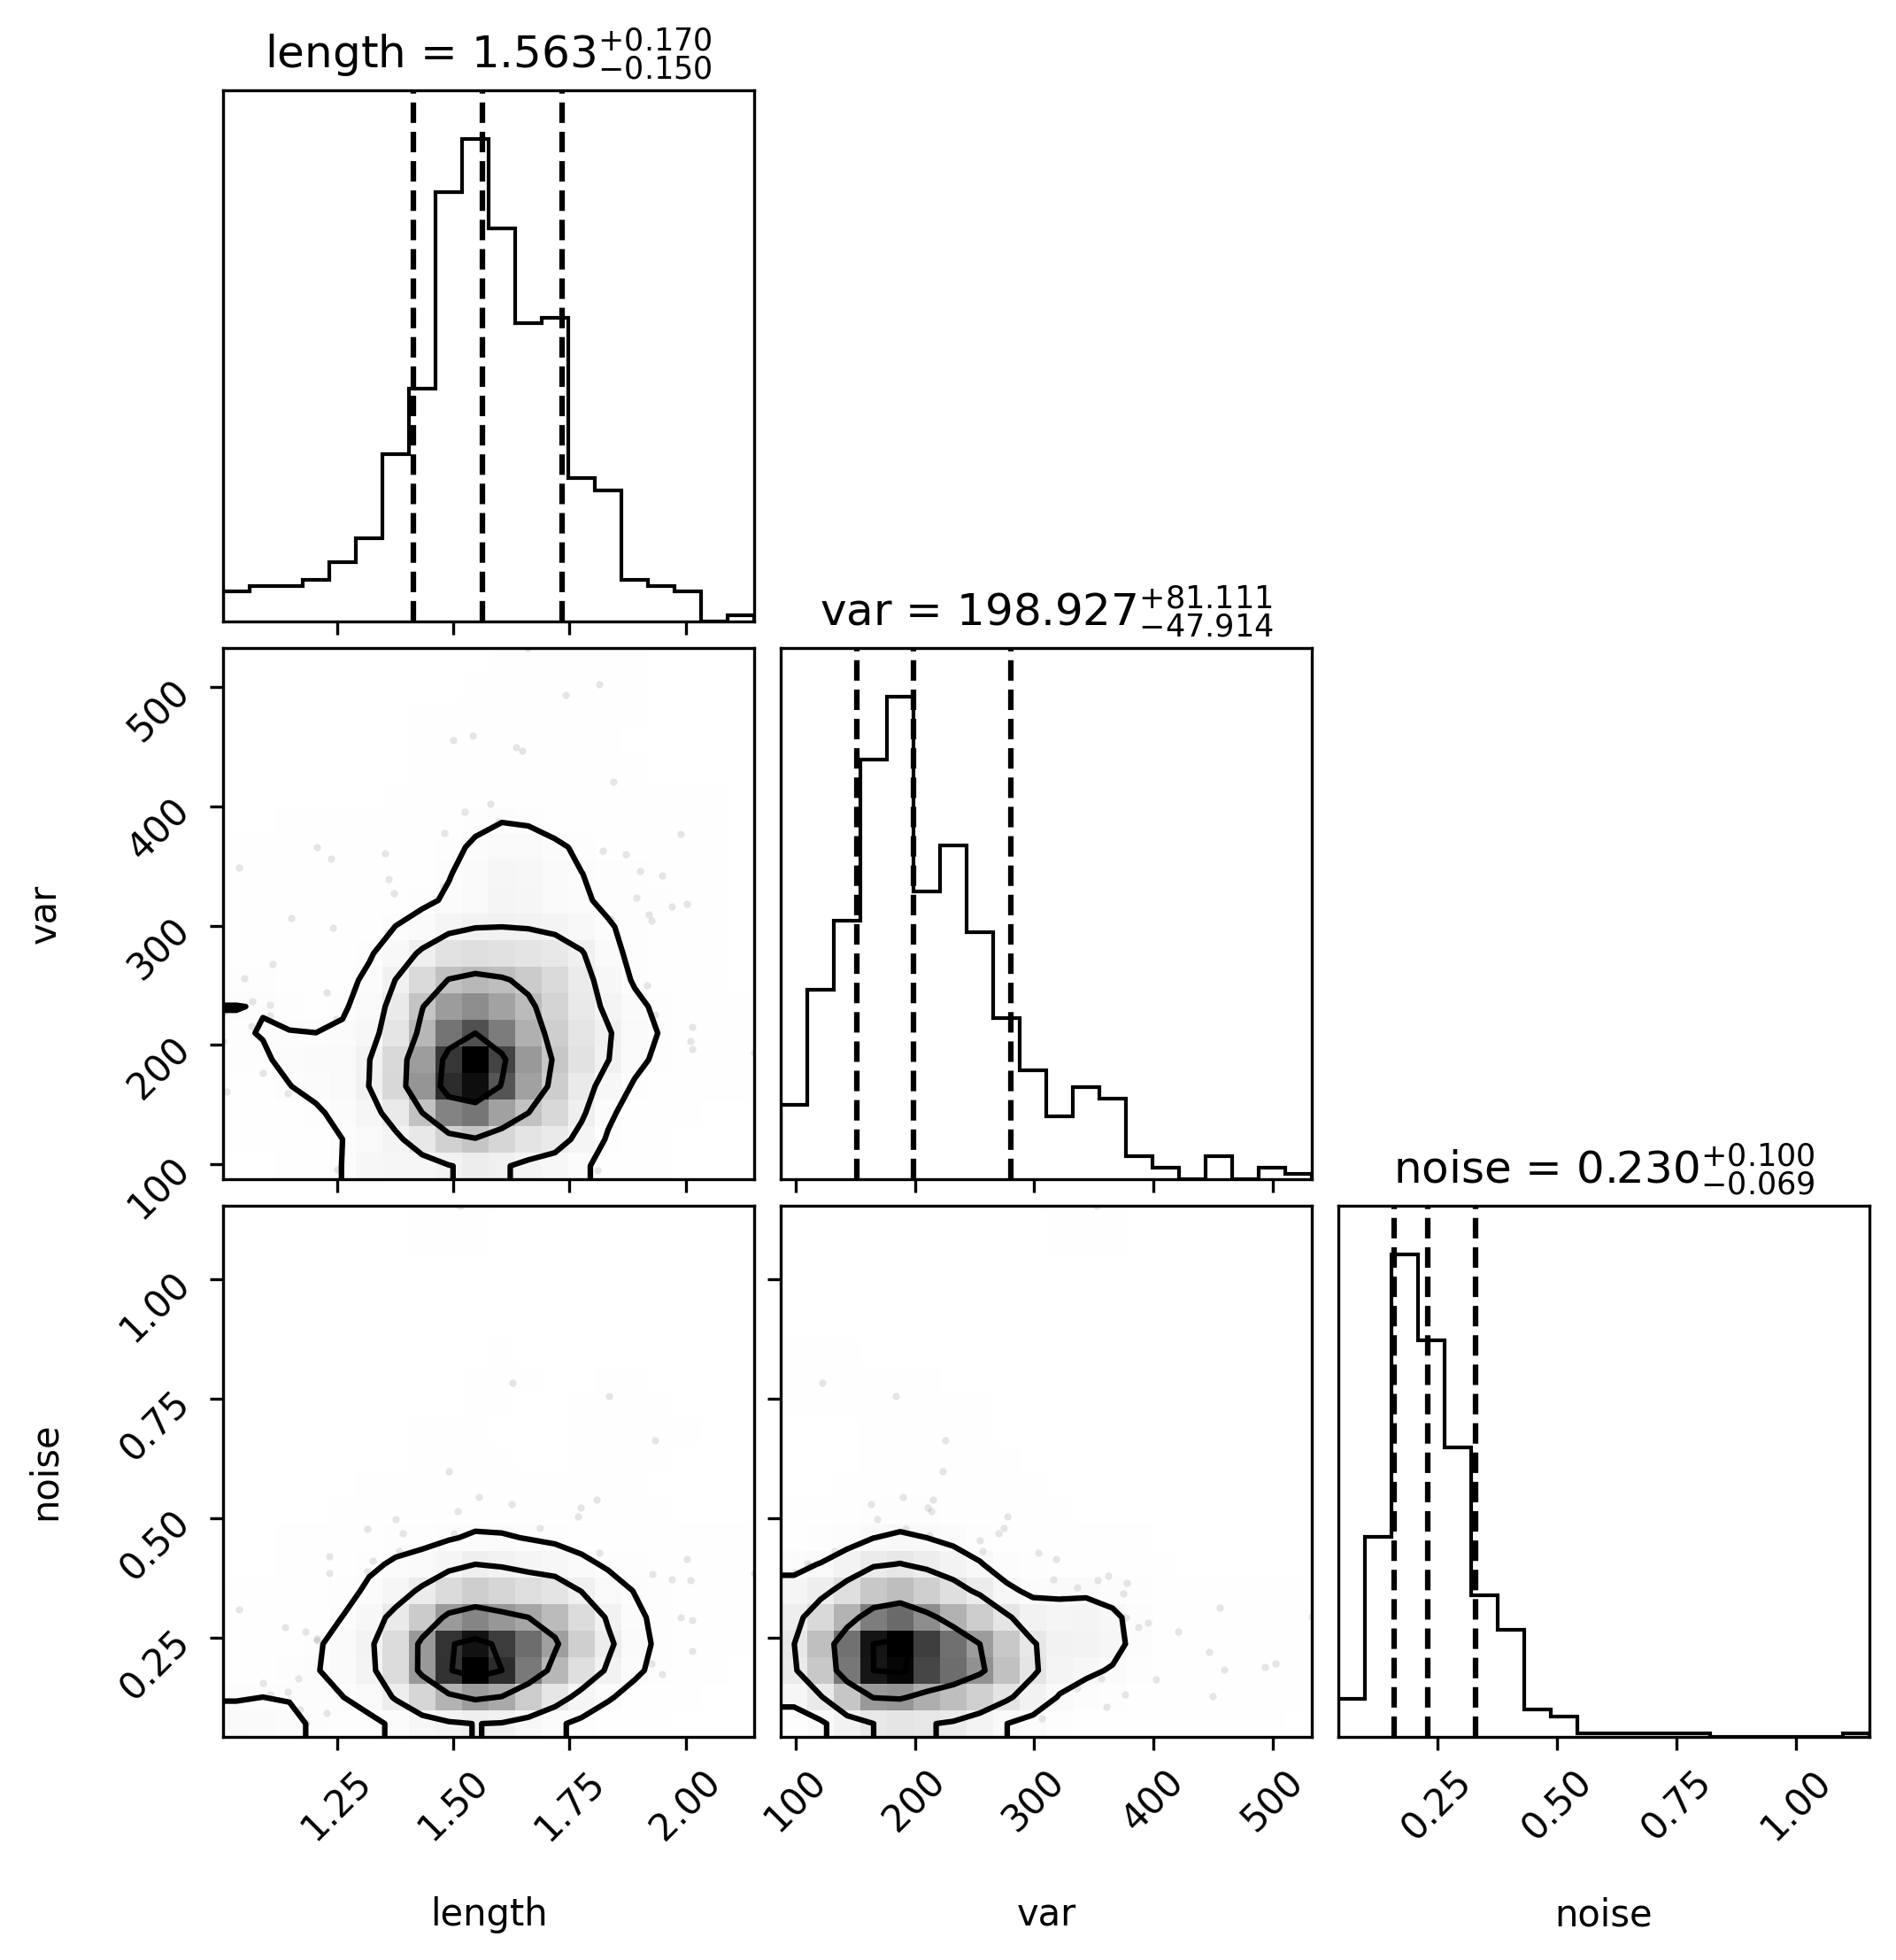 length = 1.563 +0.170 −0.150
var = 198.927 +81.111 −47.914
500
400
300
200
100
var
noise = 0.230 +0.100 −0.069
1.00
0.75
0.50
0.25
noise
1.25 1.50 1.75 2.00 100 200 300 400 500 0.25 0.50 0.75 1.00
length var noise